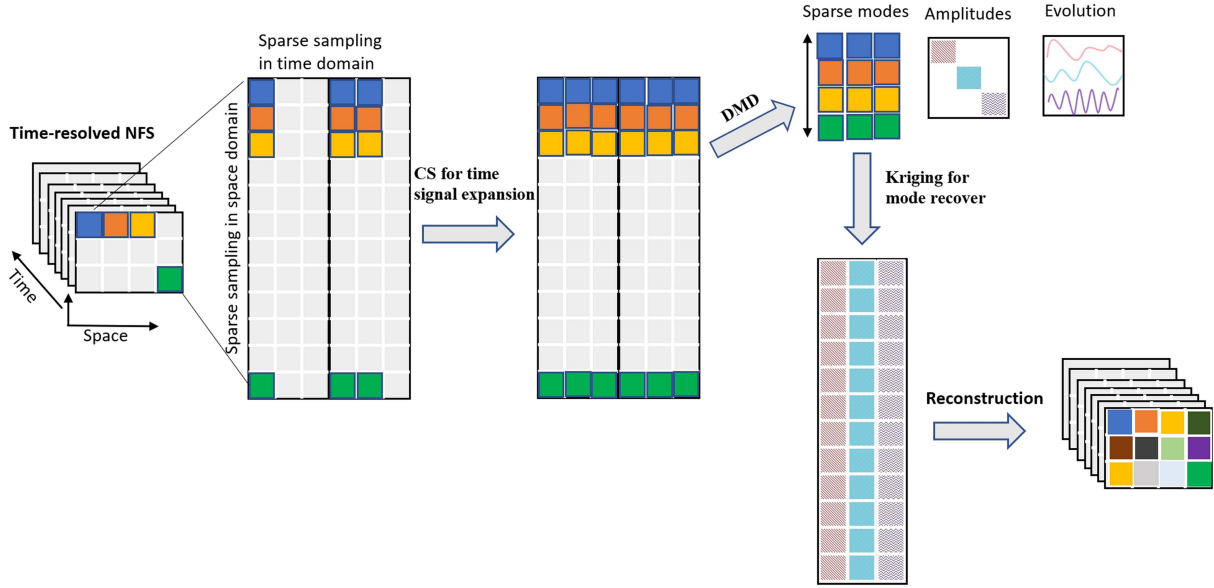 Sparse modes
Amplitudes
Evolution
Sparse sampling
in time domain
Time-resolved NFS
Sparse sampling in space domain
Time
Space
CS for time
signal expansion
DMD
Kriging for
mode recover
Reconstruction